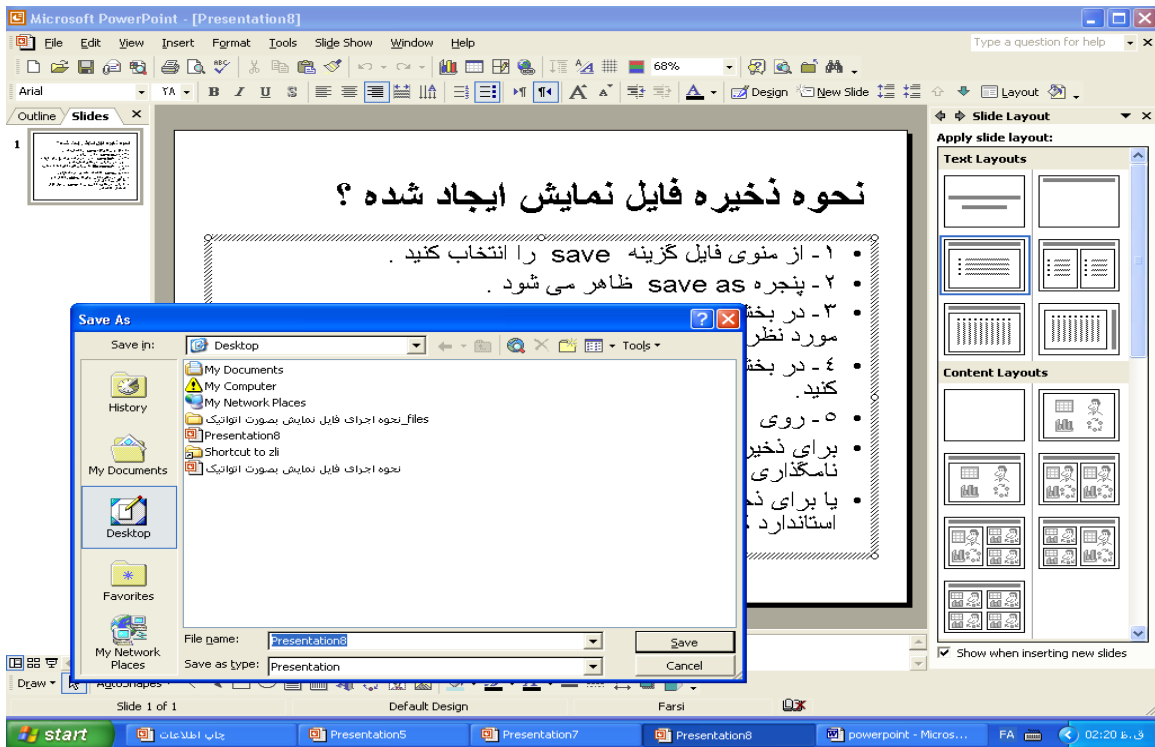 Microsoft PowerPoint - [Presentation8]
File Edit View Insert Format Tools Slide Show Window Help
Type a question for help
68%
Arial ۲۸ B I U S Design New Slide Layout
Outline Slides
Slide Layout
Apply slide layout:
Text Layouts
Content Layouts
Show when inserting new slides
1
نحوه ذخیره فایل نمایش ایجاد شده ؟
• ۱- از منوی فایل گزینه save را انتخاب کنید .
• ۲- پنجره save as ظاهر می شود .
• ۳- در بخش
مورد نظر
• ٤- در بخش
کنید.
• ٥- روی
• برای ذخیر
نامگذاری
• یا برای ذخ
استاندارد
Save As
Save in: Desktop Tools
History
My Documents
Desktop
Favorites
My Network Places
My Documents
My Computer
My Network Places
نحوه اجرای فایل نمایش بصورت اتواتیک_files
Presentation8
Shortcut to zli
نحوه اجرای فایل نمایش بصورت اتواتیک
File name: Presentation8 Save
Save as type: Presentation Cancel
Draw AutoShapes
Slide 1 of 1 Default Design Farsi
start چاپ اطلاعات Presentation5 Presentation7 Presentation8 powerpoint - Micros... FA 02:20 ق.ظ